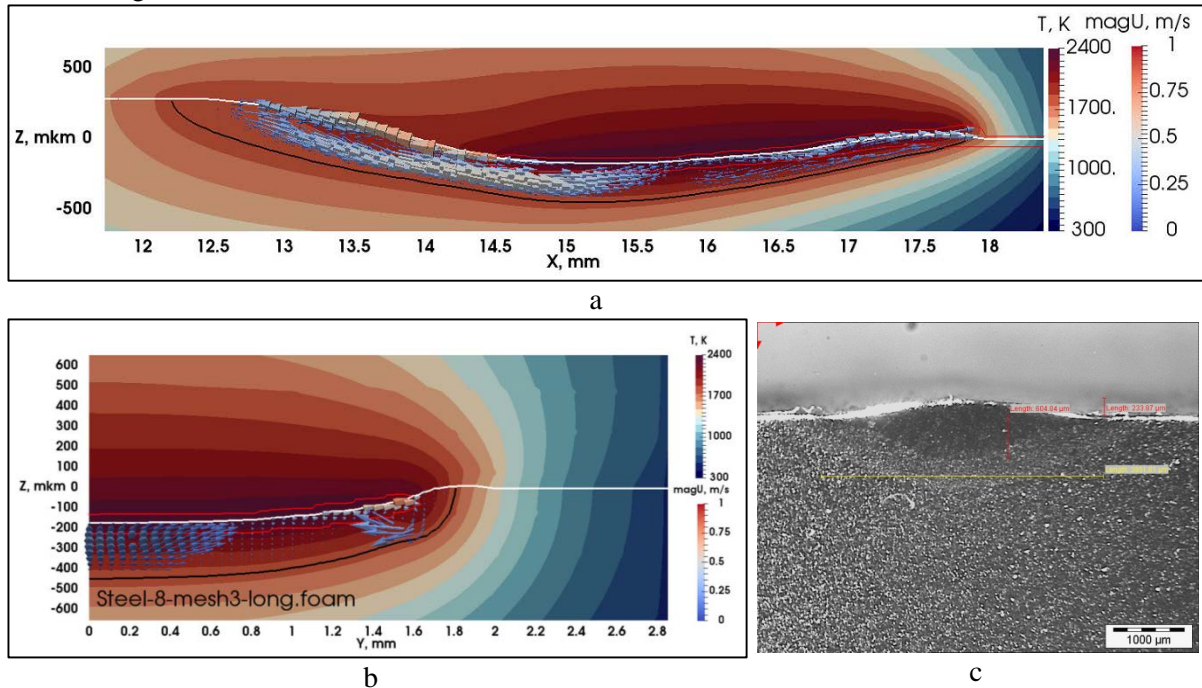 T, K magU, m/s
2400 1
500
0.75
1700.
Z, mkm 0 0.5
1000.
0.25
-500
300 0
12 12.5 13 13.5 14 14.5 15 15.5 16 16.5 17 17.5 18
X, mm
a
600
500
400
300
200
100
Z, mkm 0
-100
-200
-300
-400
-500
-600
T, K
2400
1700
1000
300
magU, m/s
1
0.75
0.5
0.25
0
Steel-8-mesh3-long.foam
0 0.2 0.4 0.6 0.8 1 1.2 1.4 1.6 1.8 2 2.2 2.4 2.6 2.8
Y, mm
b
Length: 604.84 µm
Length: 233.87 µm
1000 µm
c